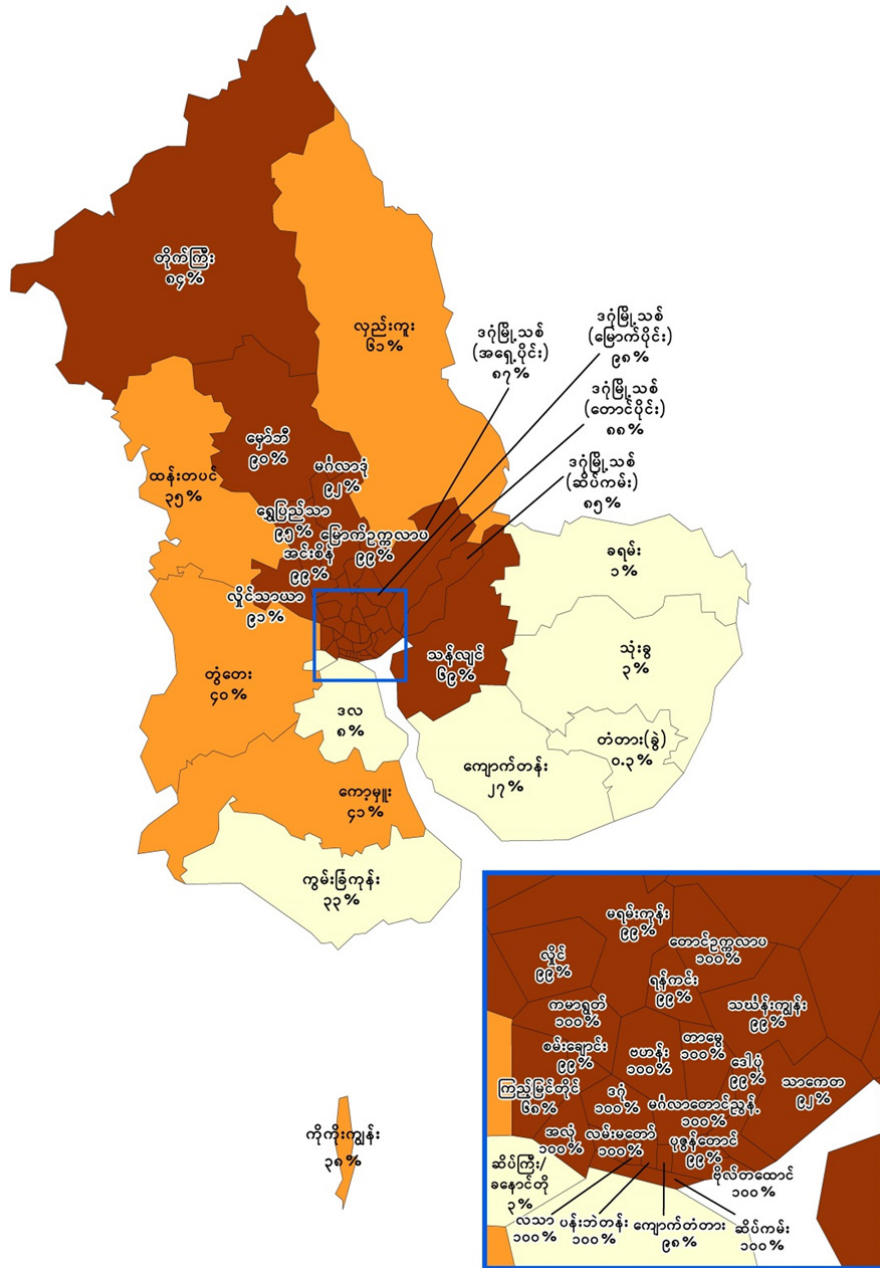 တိုက်ကြီး
၈၄%
လှည်းကူး
၆၁%
ဒဂုံမြို့သစ်
(အရှေ့ပိုင်း)
၈၇%
ဒဂုံမြို့သစ်
(မြောက်ပိုင်း)
၉၈%
ဒဂုံမြို့သစ်
(တောင်ပိုင်း)
၈၈%
ဒဂုံမြို့သစ်
(ဆိပ်ကမ်း)
၈၅%
မှော်ဘီ
၉၀%
မင်္ဂလာဒုံ
၉၂%
ထန်းတပင်
၃၅%
ရွှေပြည်သာ
၉၅%
မြောက်ဥက္ကလာပ
၉၉%
အင်းစိန်
၉၉%
လှိုင်သာယာ
၉၁%
ခရမ်း
၁%
သုံးခွ
၃%
သန်လျင်
၆၉%
တွံတေး
၄၀%
ဒလ
၈%
တံတား(ခွဲ)
၀.၃%
ကျောက်တန်း
၂၇%
ကော့မှူး
၄၁%
ကွမ်းခြံကုန်း
၃၃%
ကိုကိုးကျွန်း
၃၈%
မရမ်းကုန်း
၉၉%
တောင်ဥက္ကလာပ
၁၀၀%
လှိုင်
၉၉%
ရန်ကင်း
၉၉%
သင်္ဃန်းကျွန်း
၉၉%
ကမာရွတ်
၁၀၀%
တာမွေ
၁၀၀%
စမ်းချောင်း
၉၉%
ဗဟန်း
၁၀၀%
ဒေါပုံ
၉၉%
သာကေတ
၉၂%
ကြည့်မြင်တိုင်
၆၈%
ဒဂုံ
၁၀၀%
မင်္ဂလာတောင်ညွန့်
၁၀၀%
အလုံ
၁၀၀%
လမ်းမတော်
၁၀၀%
ပုဇွန်တောင်
၉၉%
ဗိုလ်တထောင်
၁၀၀%
ဆိပ်ကြီး/
ခနောင်တို
၃%
လသာ
၁၀၀%
ပန်းဘဲတန်း
၁၀၀%
ကျောက်တံတား
၉၈%
ဆိပ်ကမ်း
၁၀၀%